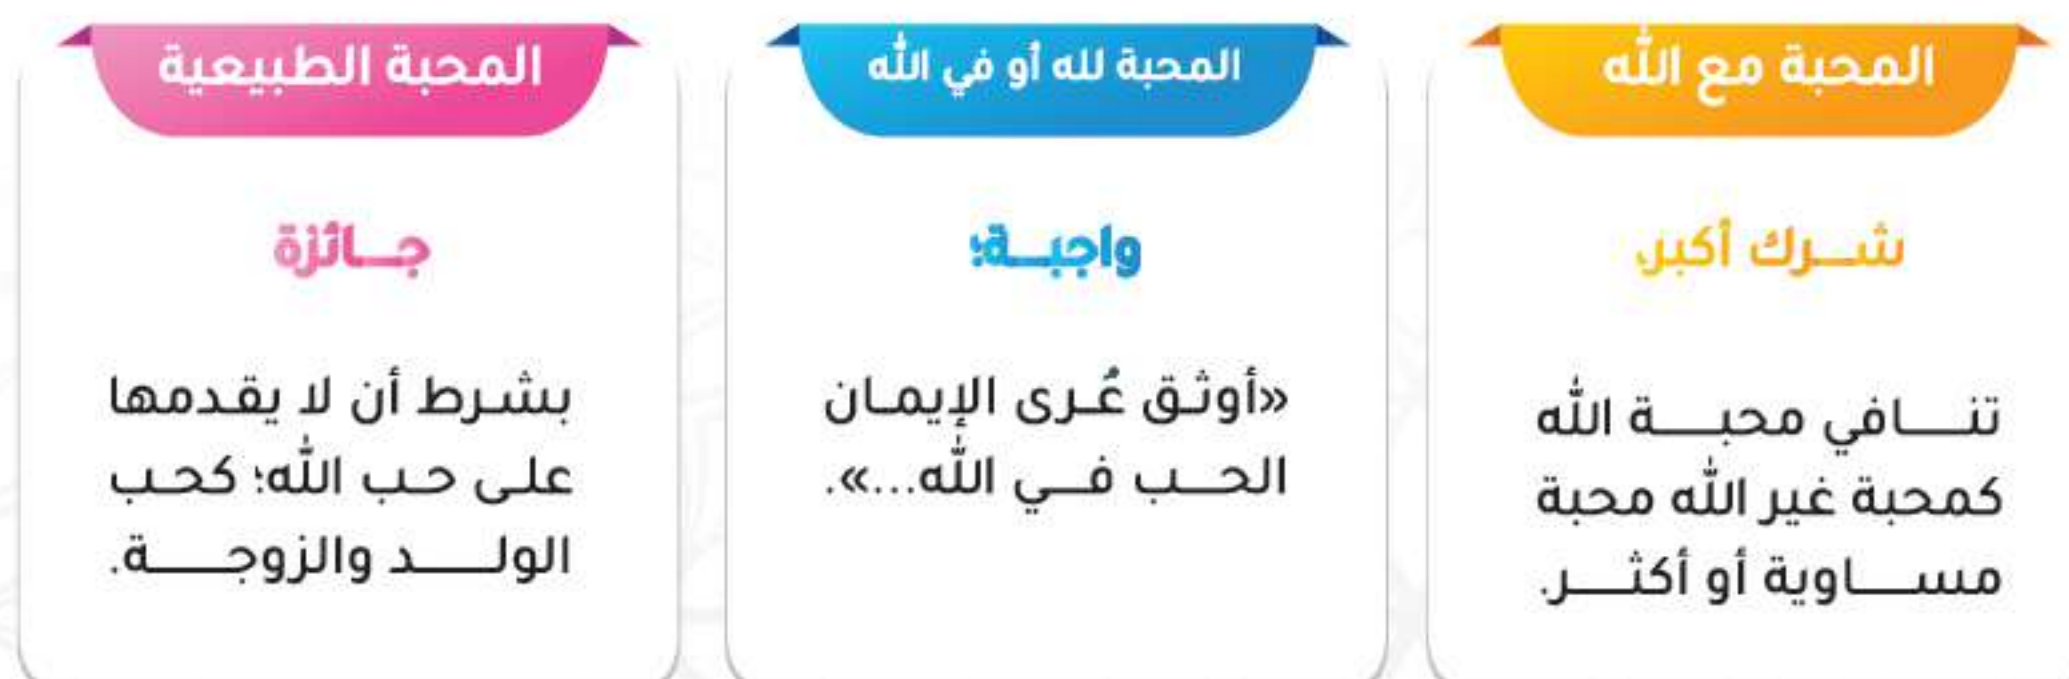 المحبة مع الله
شرك أكبر،
تنافي محبة الله
كمحبة غير الله محبة
مساوية أو أكثر.
المحبة لله أو في الله
واجبة؛
«أوثق عُرى الإيمان
الحب في الله...».
المحبة الطبيعية
جائزة
بشرط أن لا يقدمها
على حب الله؛ كحب
الولد والزوجة.